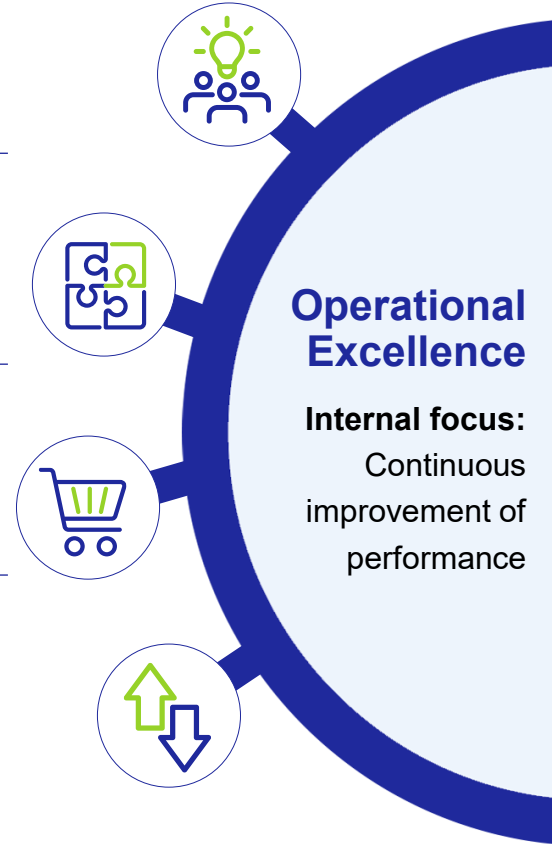 Operational
Excellence
Internal focus:
Continuous
improvement of
performance